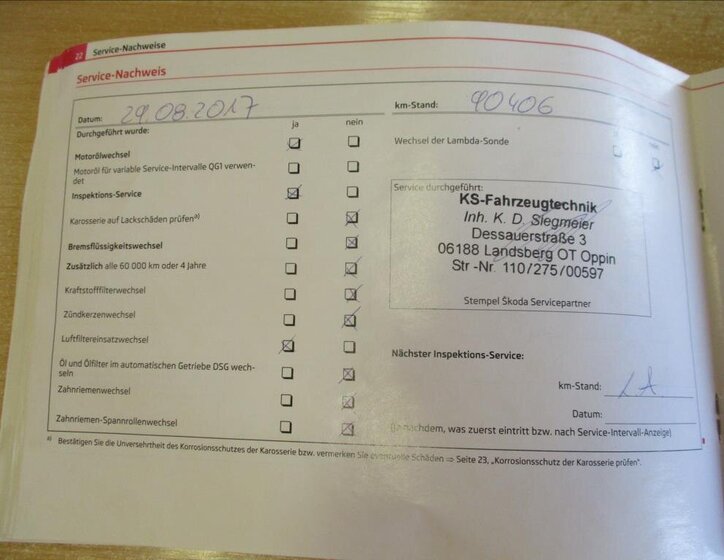 22 Service-Nachweise
Service-Nachweis
Datum: 29.08.2017 km-Stand: 90406
Durchgeführt wurde: ja nein
Motorölwechsel
Wechsel der Lambda-Sonde
Motoröl für variable Service-Intervalle QG1 verwen-
det
Inspektions-Service
Karosserie auf Lackschäden prüfen a)
Bremsflüssigkeitswechsel
Zusätzlich alle 60 000 km oder 4 Jahre
Kraftstofffilterwechsel
Zündkerzenwechsel
Luftfiltereinsatzwechsel
Öl und Ölfilter im automatischen Getriebe DSG wech-
seln
Zahnriemenwechsel
Zahnriemen-Spannrollenwechsel
Service durchgeführt:
KS-Fahrzeugtechnik
Inh. K. D. Siegmeier
Dessauerstraße 3
06188 Landsberg OT Oppin
Str -Nr. 110/275/00597
Stempel Škoda Servicepartner
Nächster Inspektions-Service:
km-Stand:
Datum:
(Je nachdem, was zuerst eintritt bzw. nach Service-Intervall-Anzeige)
a) Bestätigen Sie die Unversehrtheit des Korrosionsschutzes der Karosserie bzw. vermerken Sie eventuelle Schäden ⇒ Seite 23, „Korrosionsschutz der Karosserie prüfen".